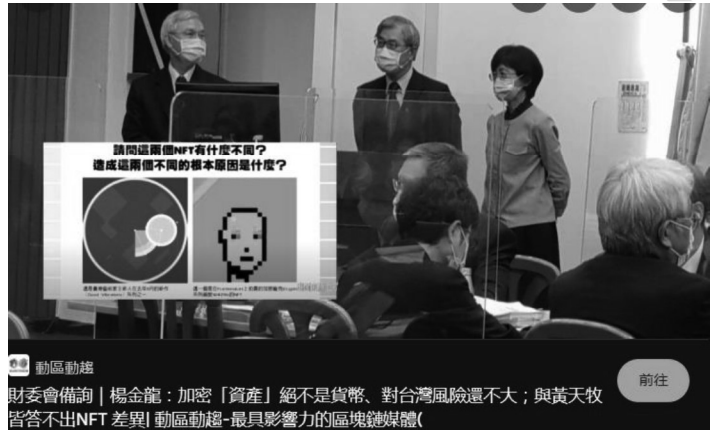 請問這兩個NFT有什麼不同？
造成這兩個不同的根本原因是什麼？
動區動趨
前往
財委會備詢 | 楊金龍：加密「資產」絕不是貨幣、對台灣風險還不大；與黃天牧
皆答不出NFT 差異| 動區動趨-最具影響力的區塊鏈媒體(